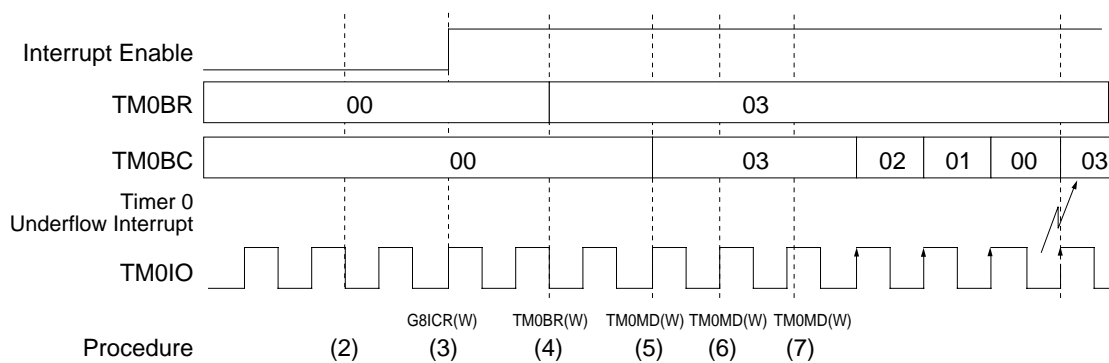 Interrupt Enable
TM0BR 00 03
TM0BC 00 03 02 01 00 03
Timer 0
Underflow Interrupt
TM0IO
G8ICR(W) TM0BR(W) TM0MD(W) TM0MD(W) TM0MD(W)
Procedure (2) (3) (4) (5) (6) (7)